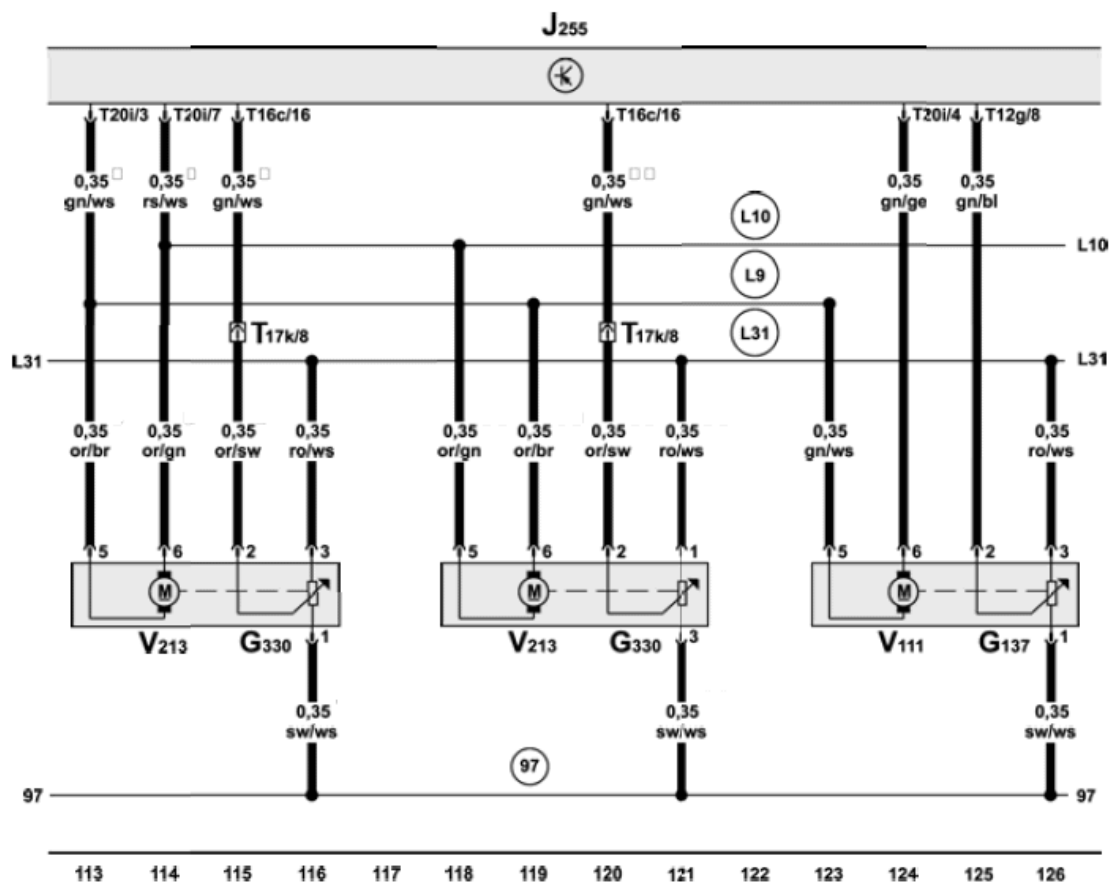 J255
T20i/3 T20i/7 T16c/16 T16c/16 T20i/4 T12g/8
0,35 0,35 0,35 0,35 0,35 0,35
gn/ws rs/ws gn/ws gn/ws gn/ge gn/bl
L10
L10
L9
T17k/8 T17k/8 L31
L31 L31
0,35 0,35 0,35 0,35 0,35 0,35 0,35 0,35 0,35 0,35
or/br or/gn or/sw ro/ws or/gn or/br or/sw ro/ws gn/ws ro/ws
5 6 2 3 5 6 2 1 5 6 2 3
M M M
V213 G330 1 V213 G330 3 V111 G137 1
0,35 0,35 0,35
sw/ws sw/ws sw/ws
97
97 97
113 114 115 116 117 118 119 120 121 122 123 124 125 126